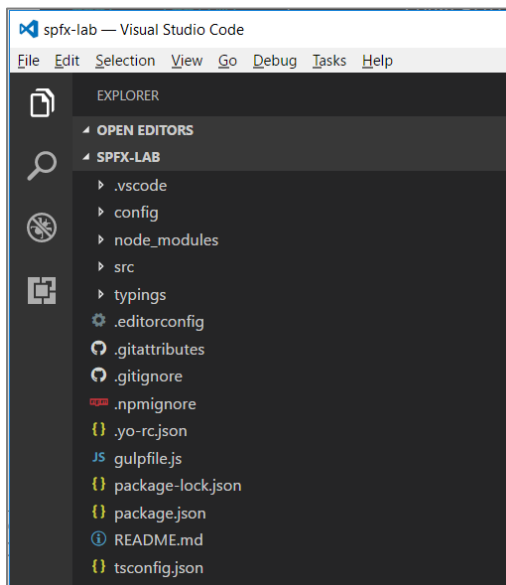 spfx-lab — Visual Studio Code
File Edit Selection View Go Debug Tasks Help
EXPLORER
OPEN EDITORS
SPFX-LAB
.vscode
config
node_modules
src
typings
.editorconfig
.gitattributes
.gitignore
.npmignore
{} .yo-rc.json
JS gulpfile.js
{} package-lock.json
{} package.json
README.md
{} tsconfig.json